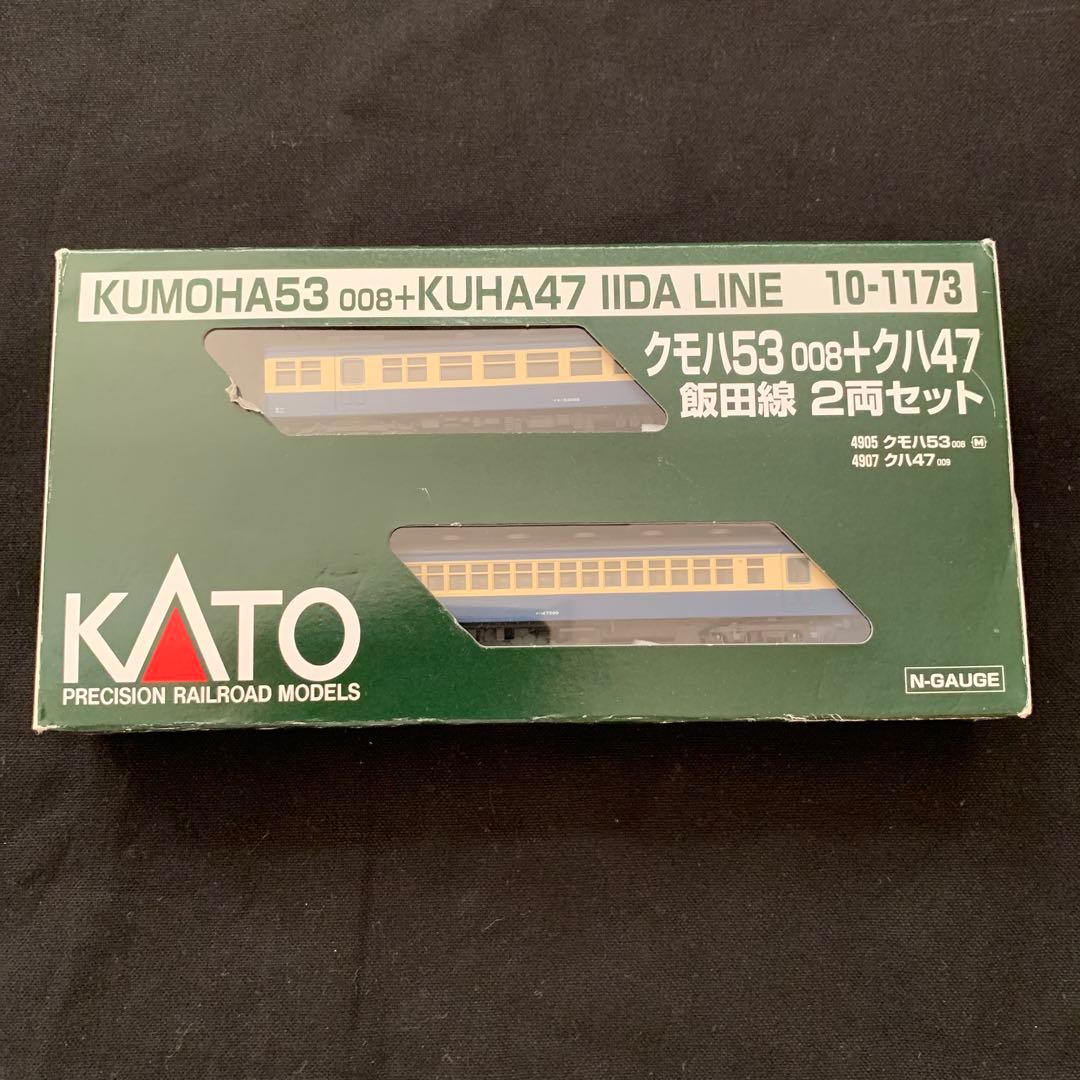 KUMOHA53 008+KUHA47 IIDA LINE 10-1173
クモハ53 008+クハ47
飯田線 2両セット
4905 クモハ53 008 M
4907 クハ47 009
KATO
PRECISION RAILROAD MODELS
N-GAUGE